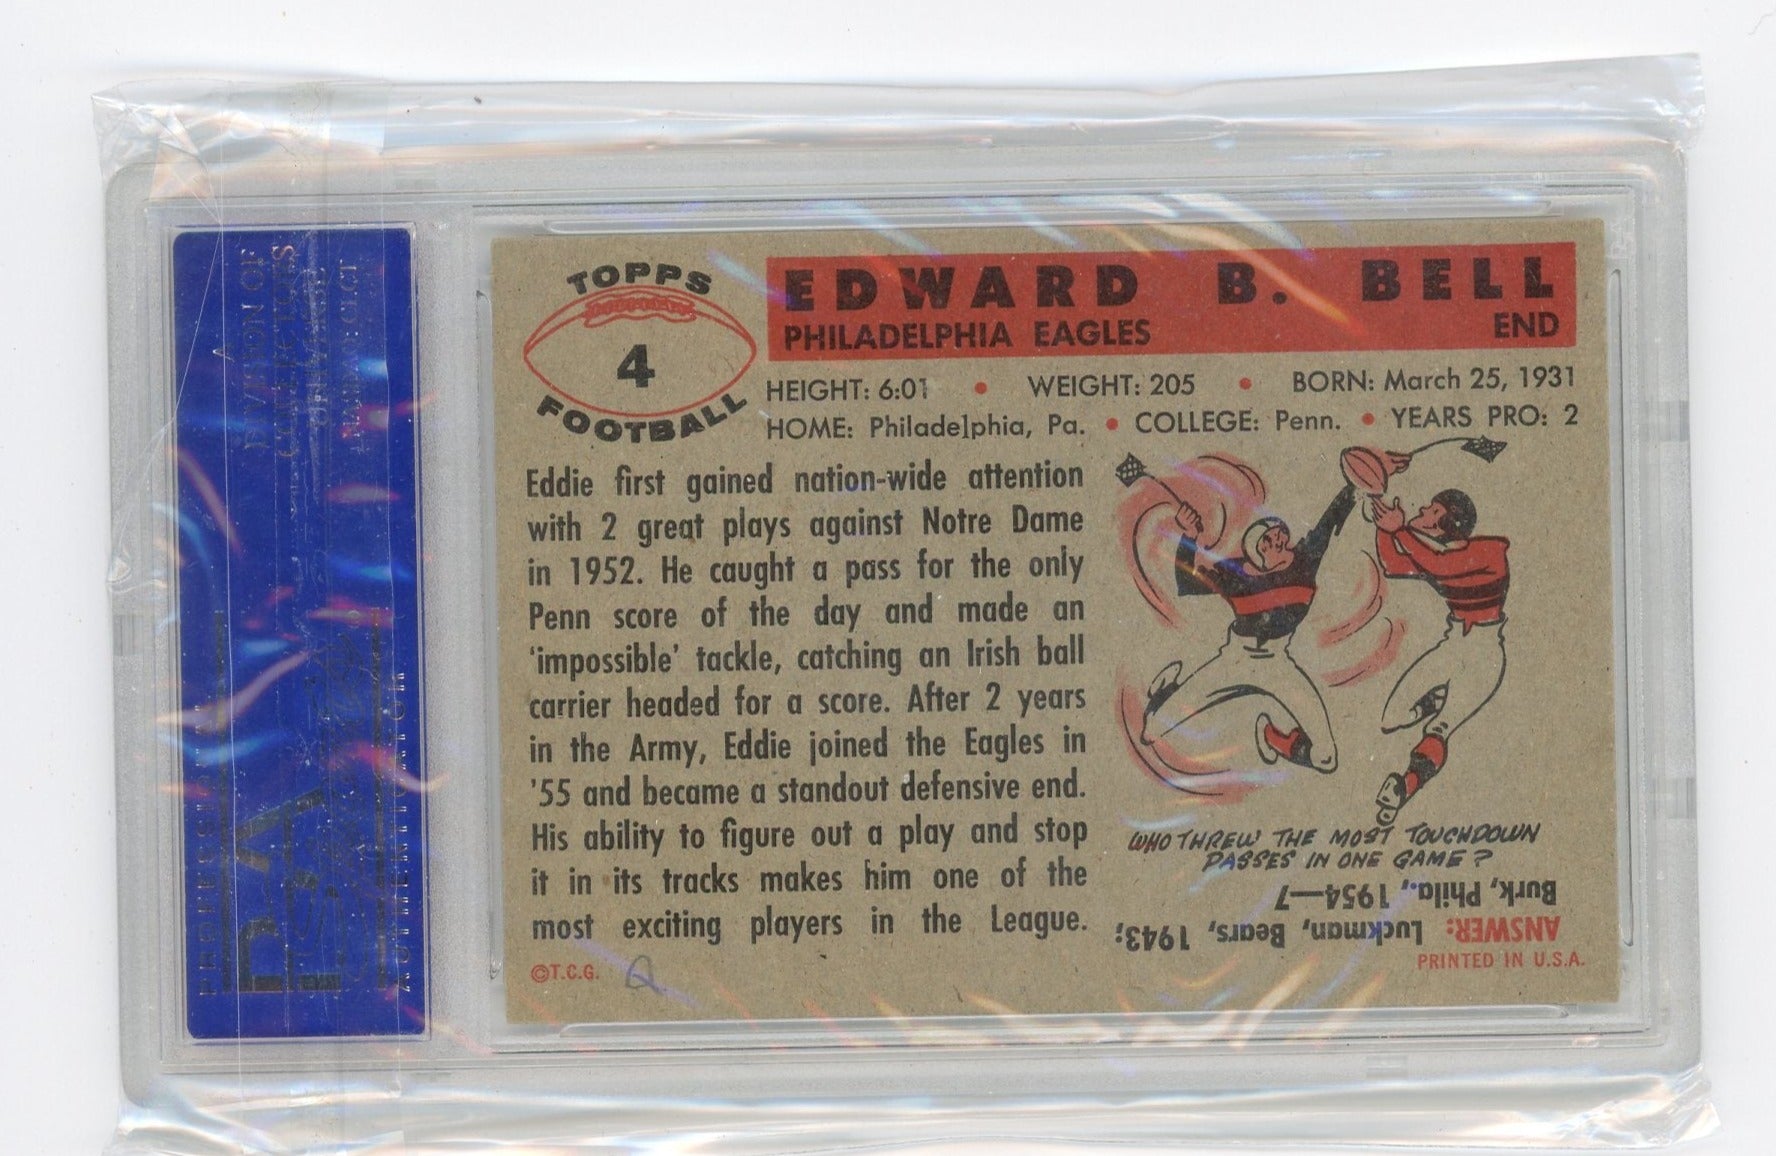 TOPPS
4
FOOTBALL
EDWARD B. BELL
PHILADELPHIA EAGLES END
HEIGHT: 6:01 • WEIGHT: 205 • BORN: March 25, 1931
HOME: Philadelphia, Pa. • COLLEGE: Penn. • YEARS PRO: 2
Eddie first gained nation-wide attention
with 2 great plays against Notre Dame
in 1952. He caught a pass for the only
Penn score of the day and made an
'impossible' tackle, catching an Irish ball
carrier headed for a score. After 2 years
in the Army, Eddie joined the Eagles in
'55 and became a standout defensive end.
His ability to figure out a play and stop
it in its tracks makes him one of the
most exciting players in the League.
©T.C.G.
WHO THREW THE MOST TOUCHDOWN
PASSES IN ONE GAME?
ANSWER: Luckman, Bears, 1943;
Burk, Phila., 1954—7
PRINTED IN U.S.A.
DIVISION OF
COLLECTORS
UNIVERSE
PSA